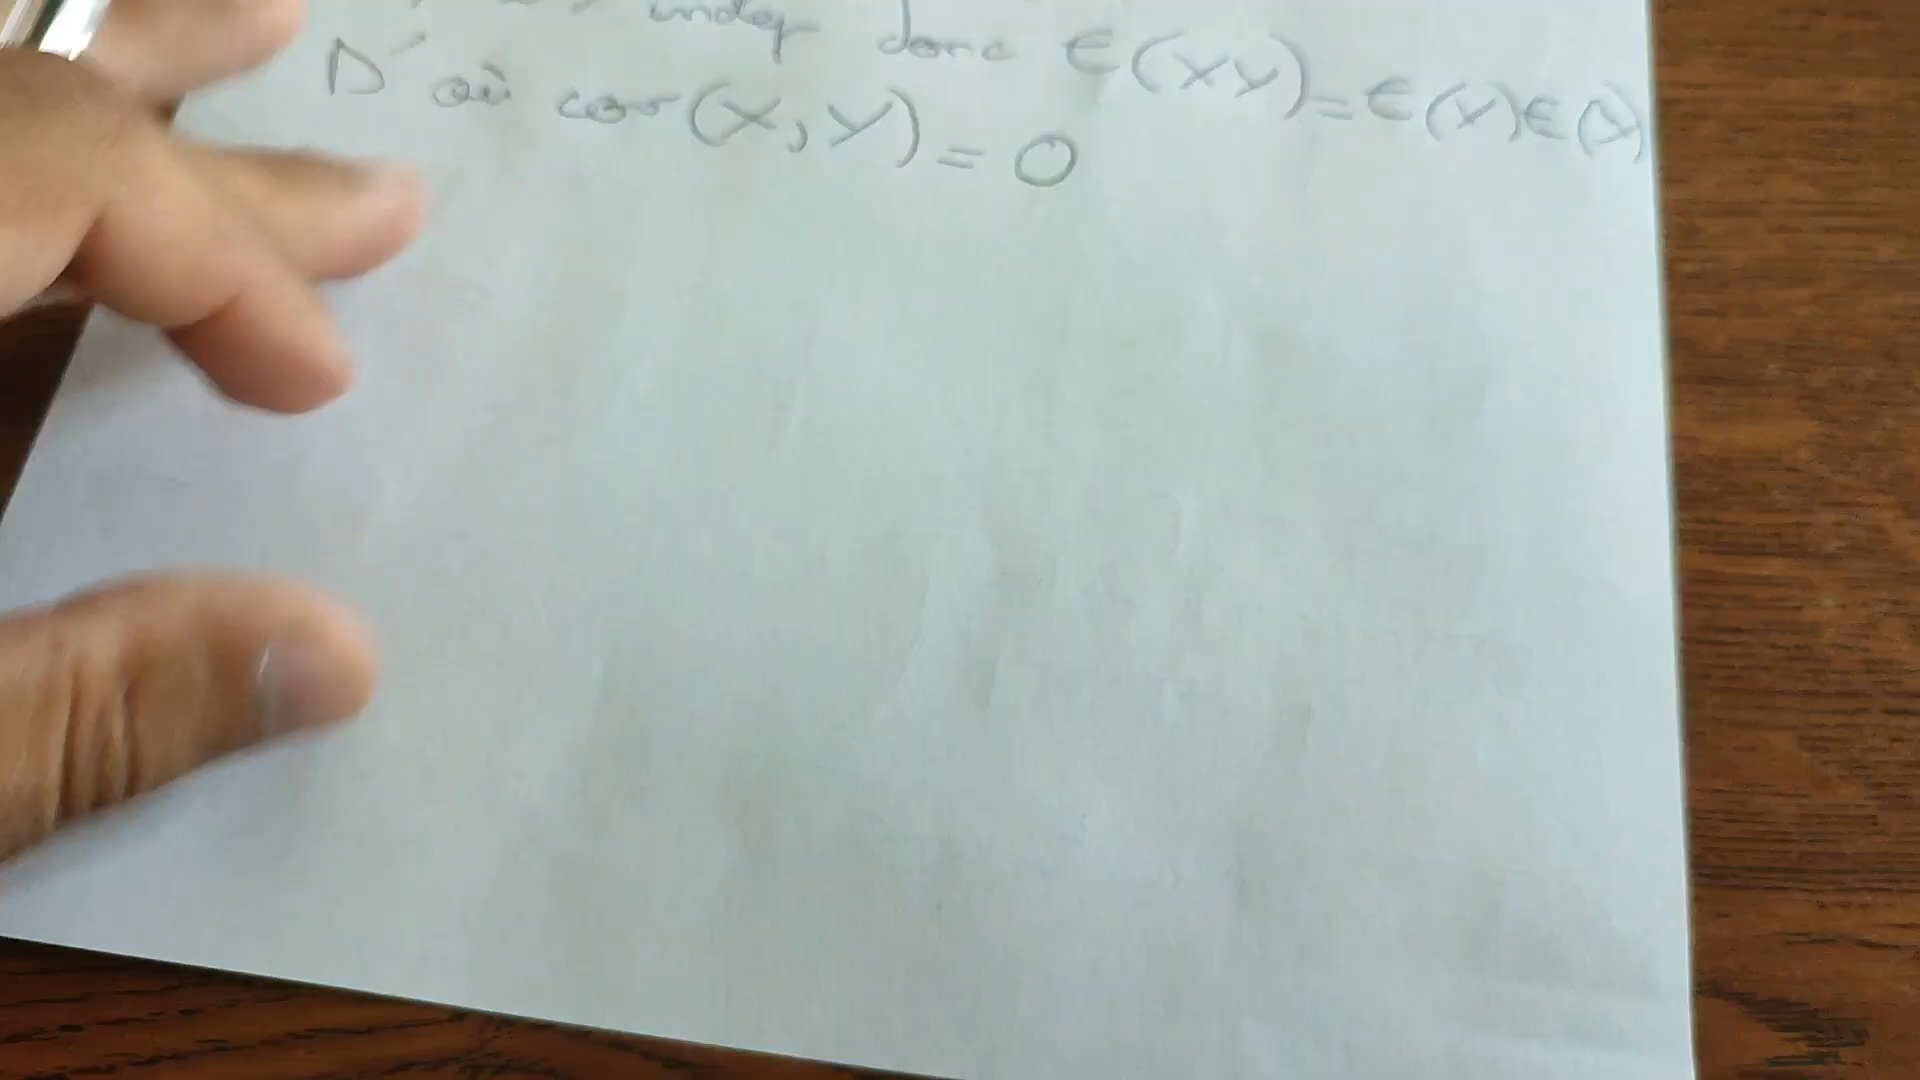 indep donc E(XY) = E(X)E(Y)
D'où cov(X, Y) = 0